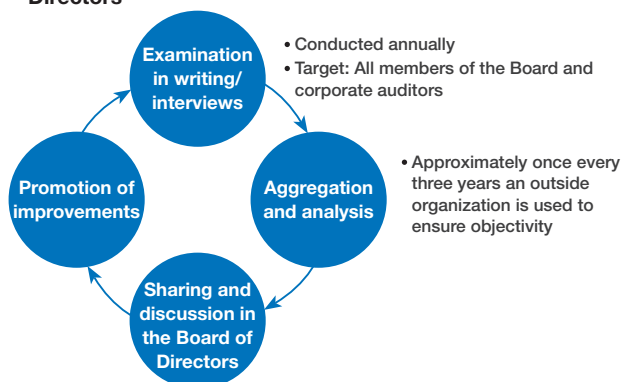 Directors
Examination
in writing/
interviews
• Conducted annually
• Target: All members of the Board and
corporate auditors
Aggregation
and analysis
• Approximately once every
three years an outside
organization is used to
ensure objectivity
Sharing and
discussion in
the Board of
Directors
Promotion of
improvements